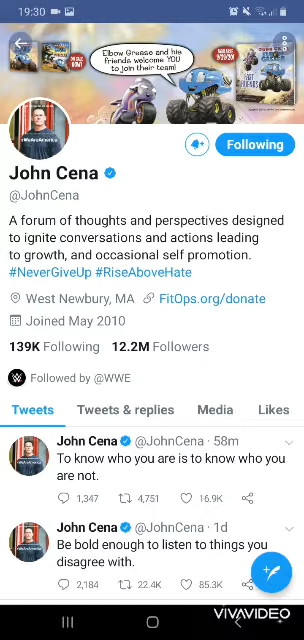 19:30
Elbow Grease and his
friends welcome YOU
to join their team!
ON SALE
NOW!
AVAILABLE
#WeAreAmerica
Following
John Cena
@JohnCena
A forum of thoughts and perspectives designed
to ignite conversations and actions leading
to growth, and occasional self promotion.
#NeverGiveUp #RiseAboveHate
West Newbury, MA FitOps.org/donate
Joined May 2010
139K Following 12.2M Followers
Followed by @WWE
Tweets Tweets & replies Media Likes
John Cena @JohnCena · 58m
To know who you are is to know who you
are not.
1,347 4,751 16.9K
John Cena @JohnCena · 1d
Be bold enough to listen to things you
disagree with.
2,184 22.4K 85.3K
VIVAVIDEO